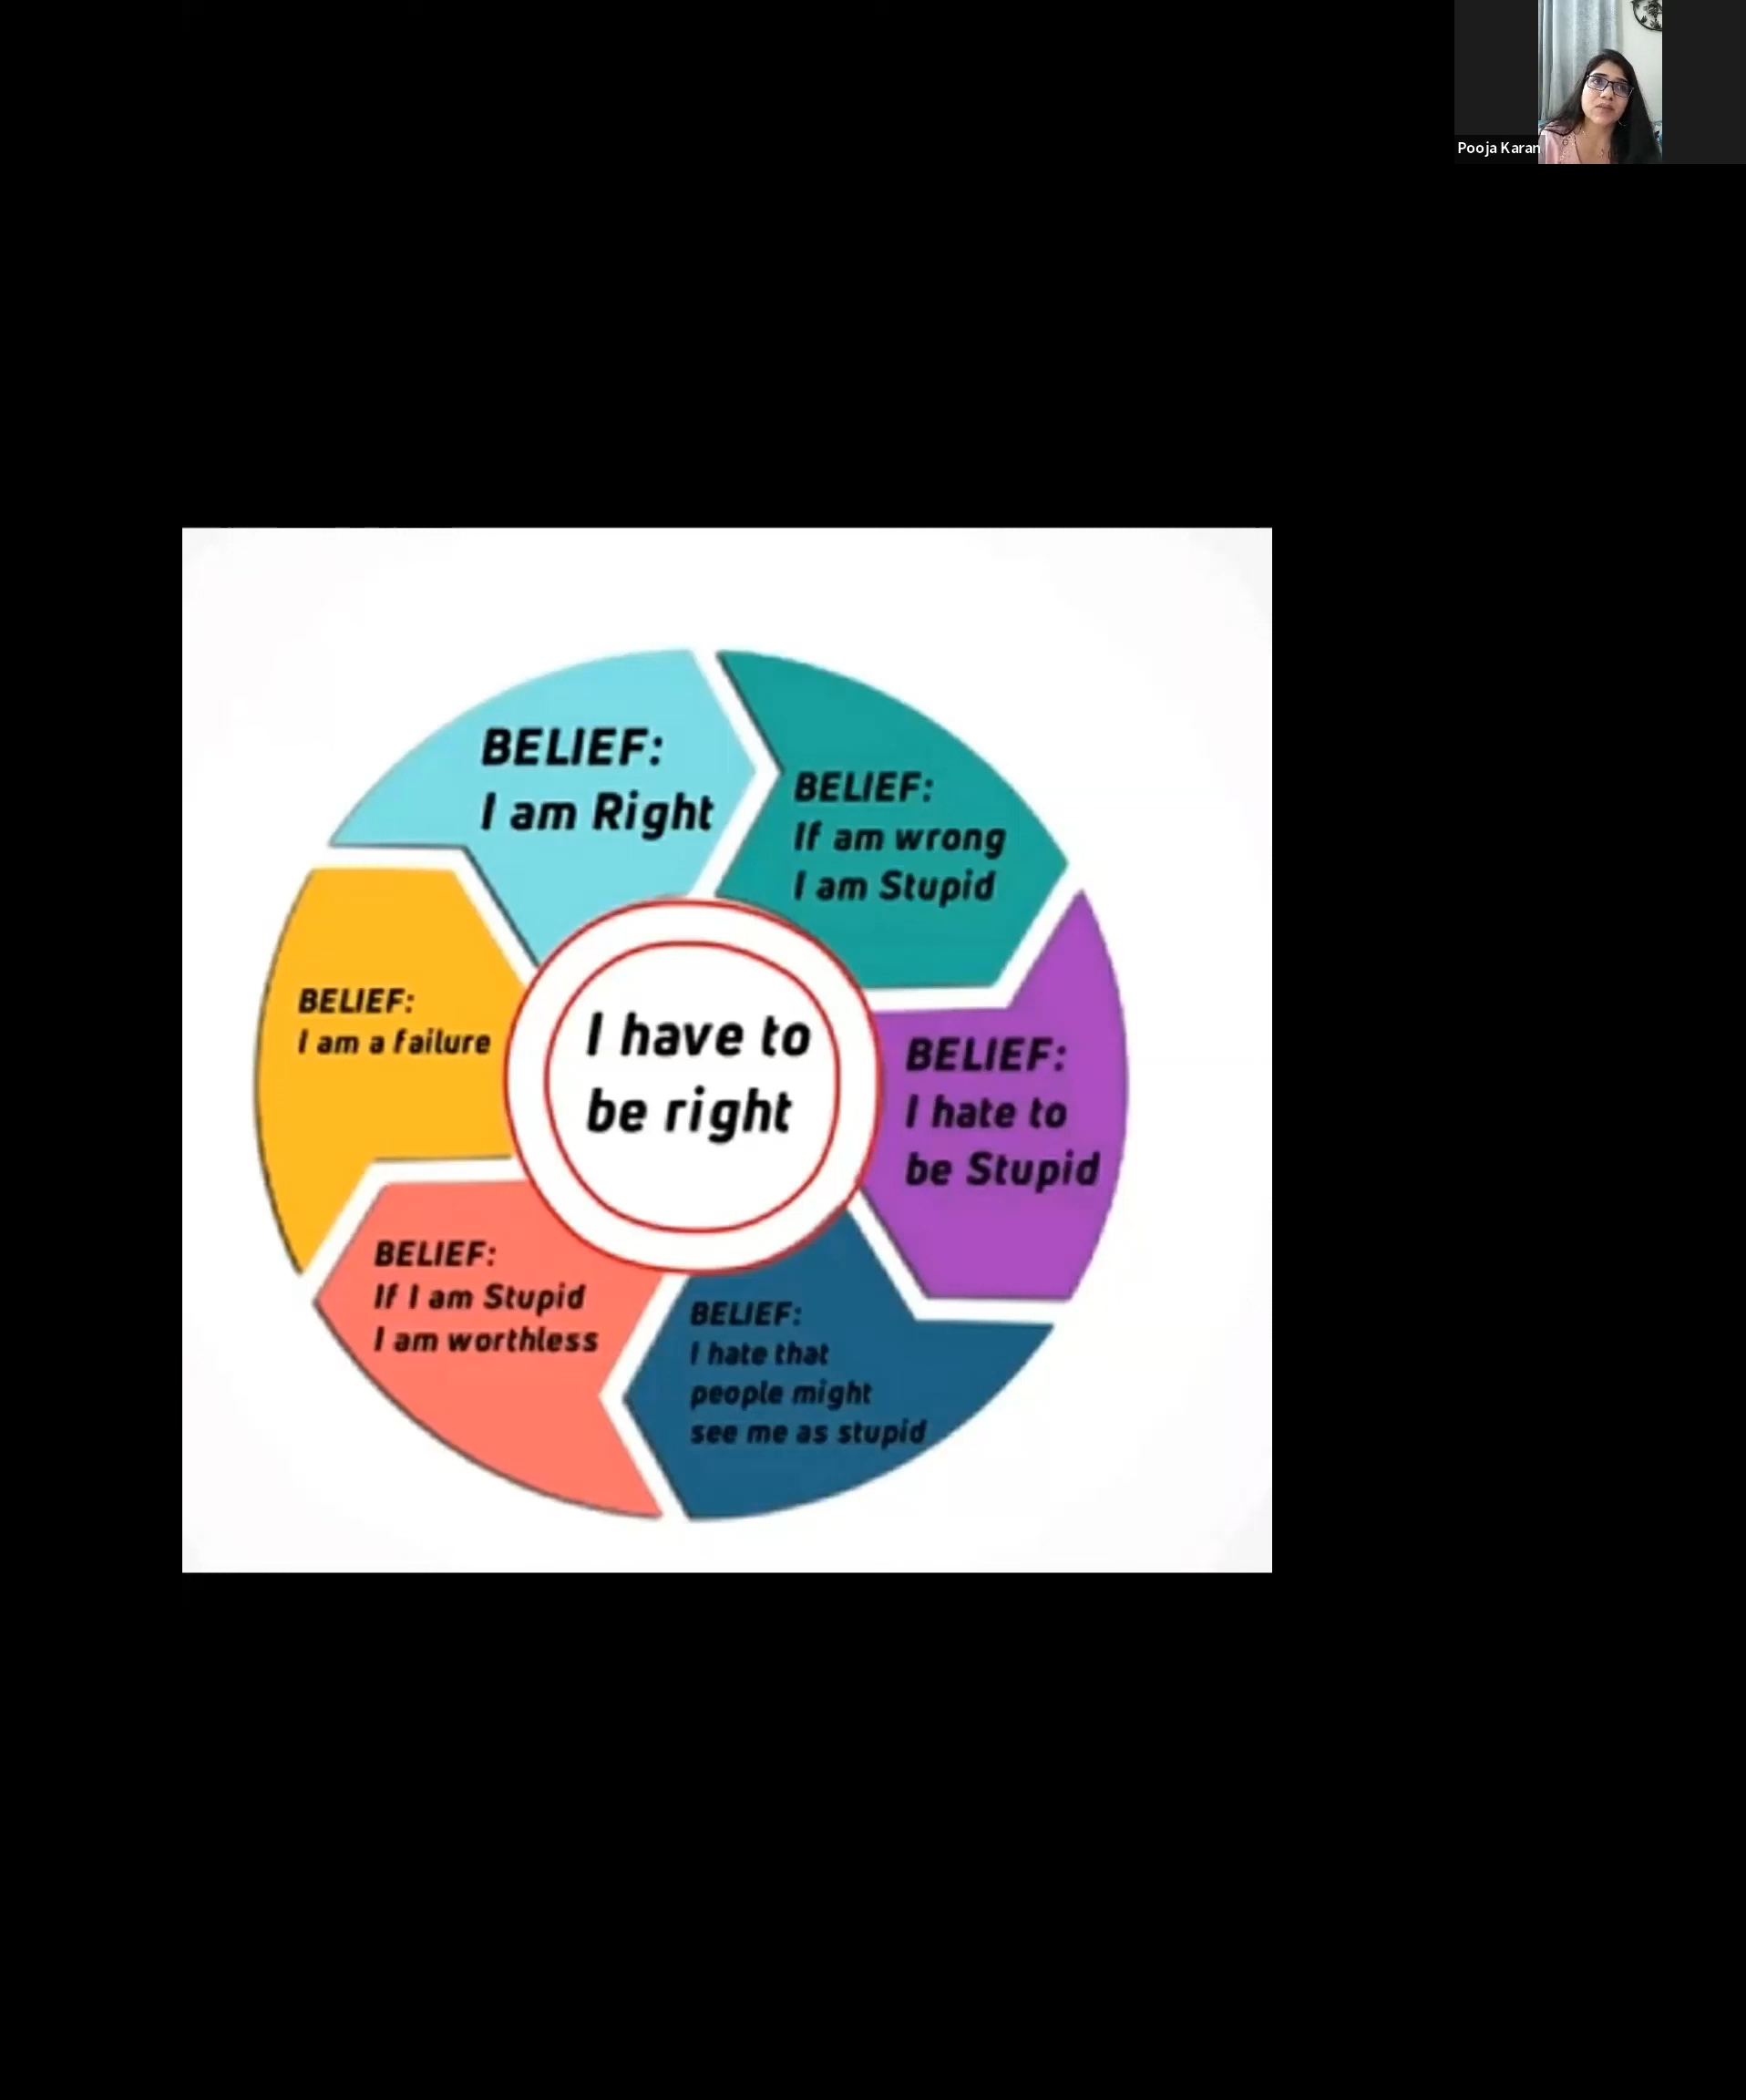 Pooja Karan
BELIEF:
I am Right
BELIEF:
If am wrong
I am Stupid
BELIEF:
I hate to
be Stupid
BELIEF:
I hate that
people might
see me as stupid
BELIEF:
If I am Stupid
I am worthless
BELIEF:
I am a failure
I have to
be right